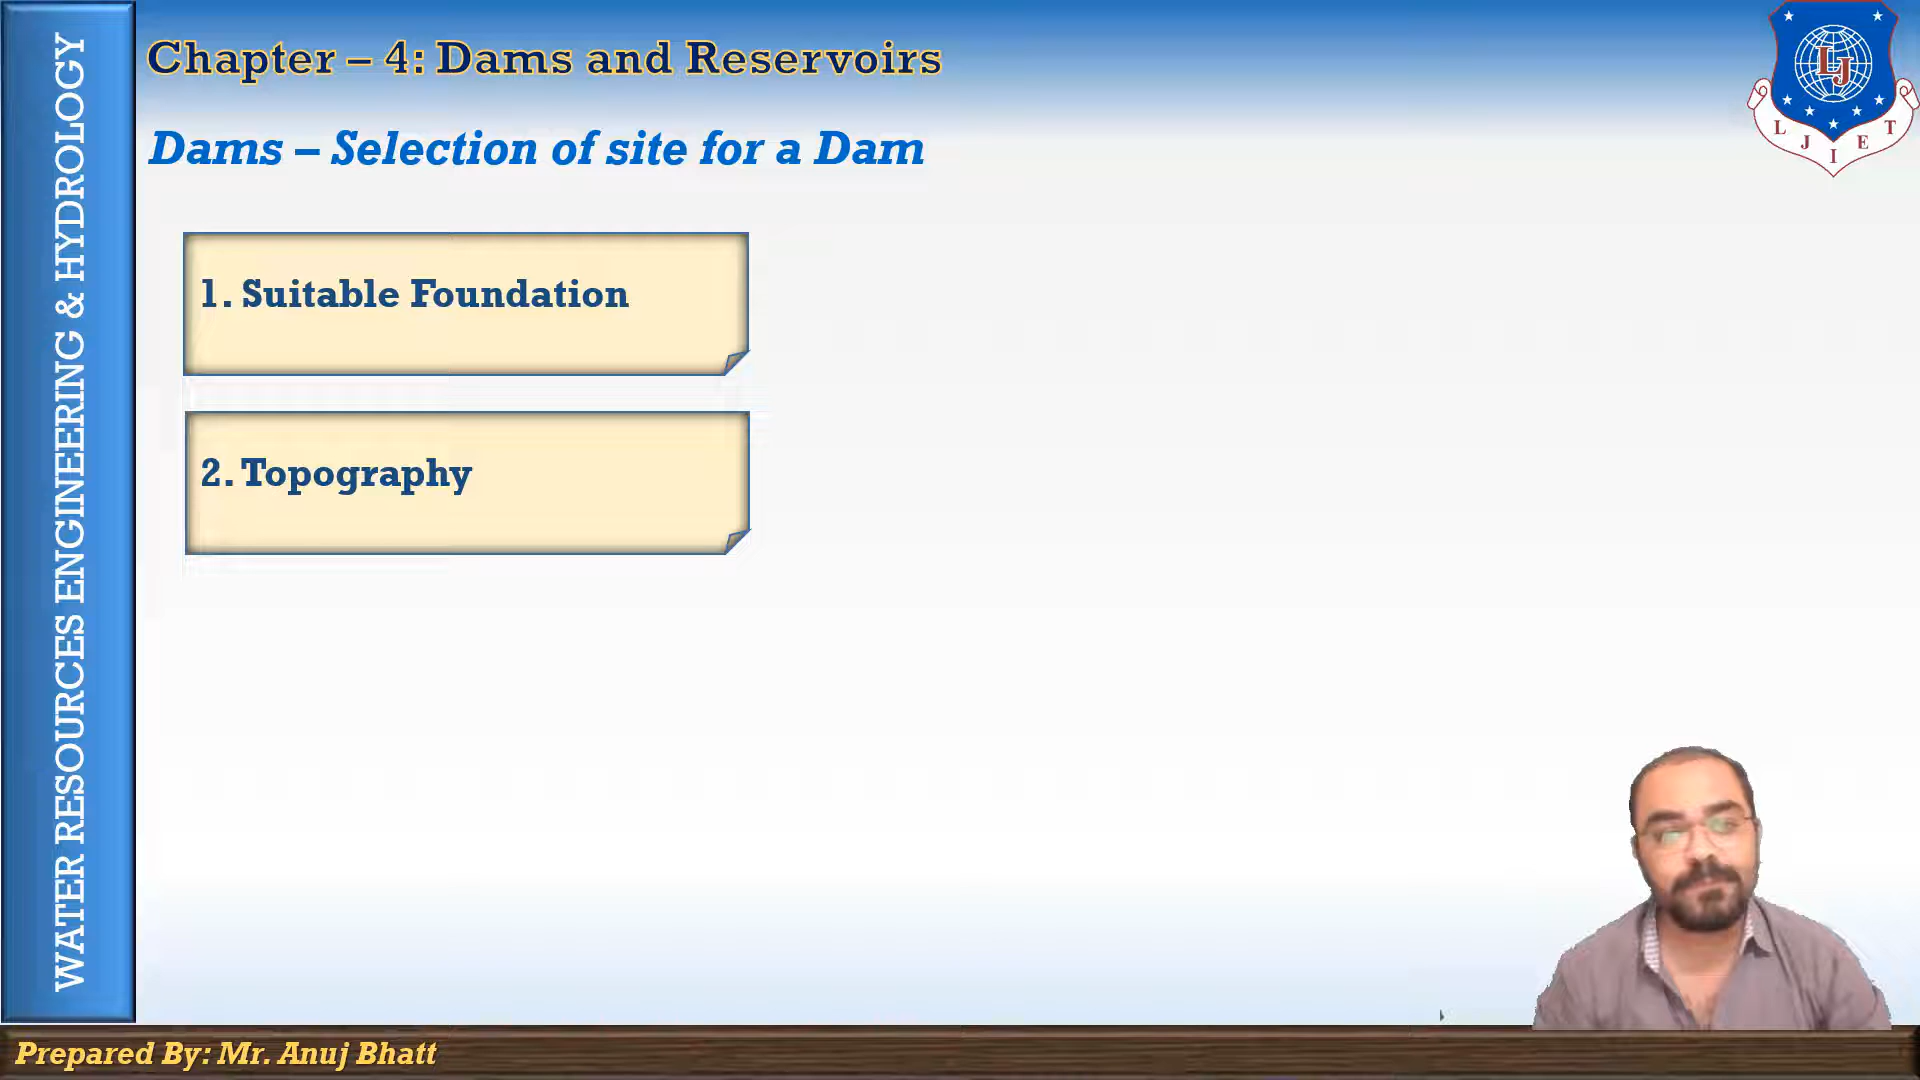 WATER RESOURCES ENGINEERING & HYDROLOGY
Chapter – 4: Dams and Reservoirs
Dams – Selection of site for a Dam
1. Suitable Foundation
2. Topography
LJ
L J I E T
Prepared By: Mr. Anuj Bhatt